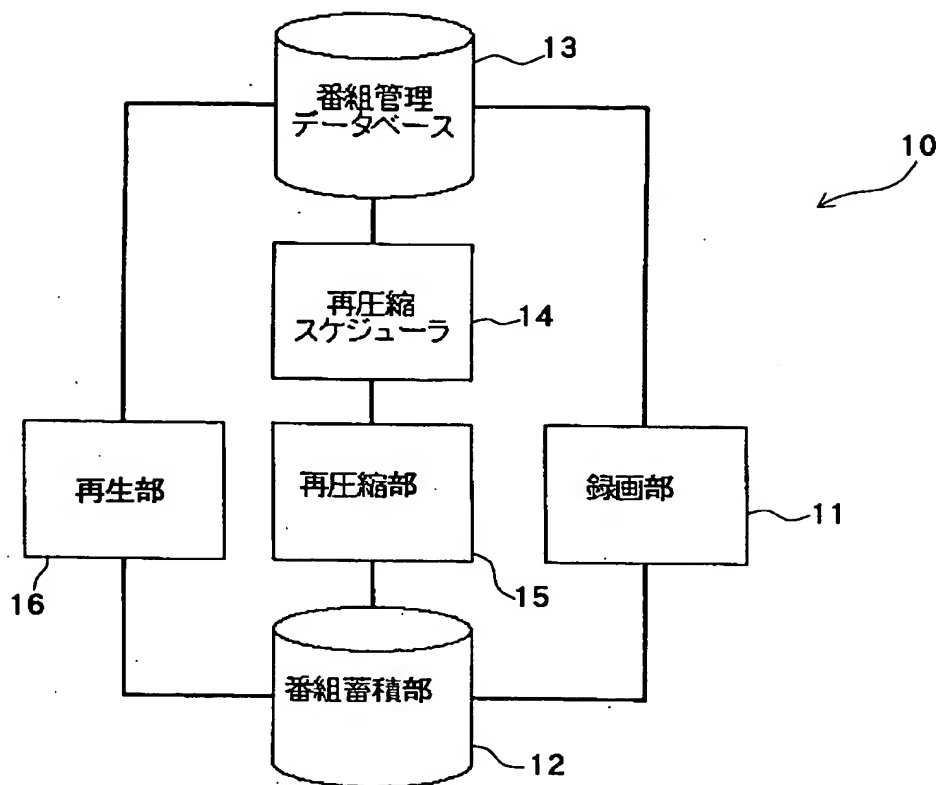 13
番組管理
データベース
10
再圧縮
スケジューラ
14
再生部
再圧縮部
録画部
11
16
15
番組蓄積部
12